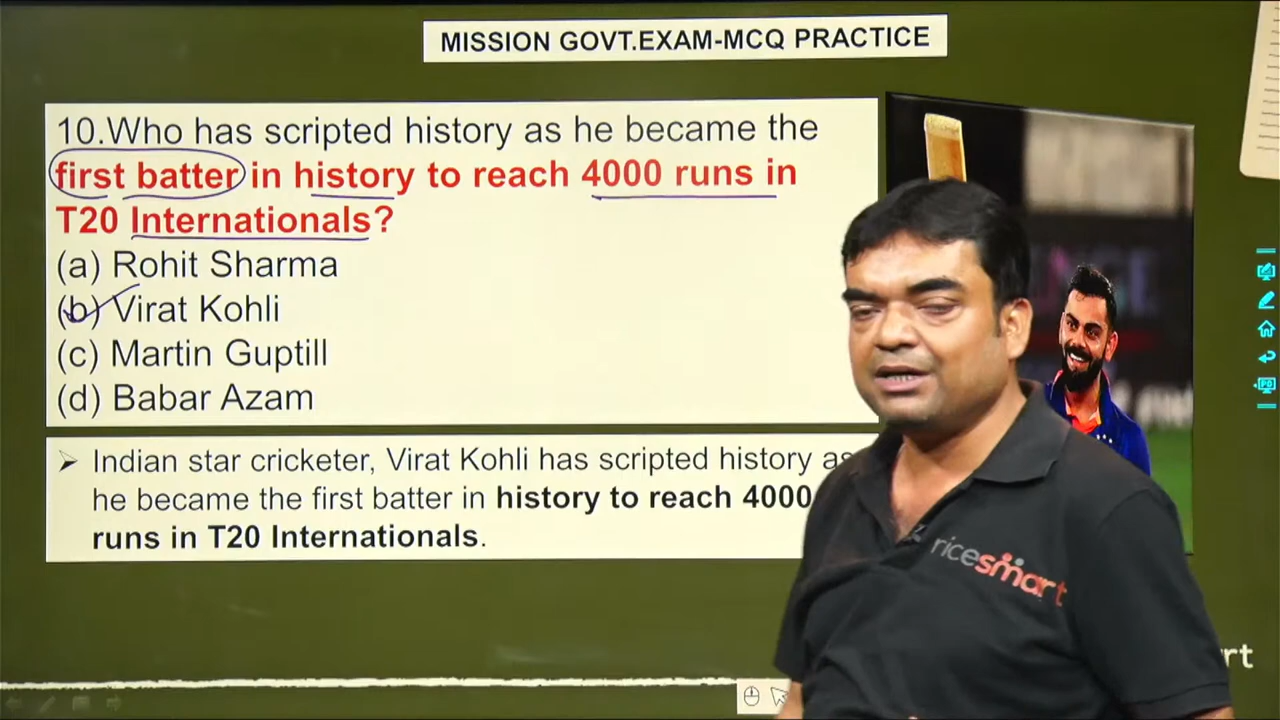 MISSION GOVT.EXAM-MCQ PRACTICE
10.Who has scripted history as he became the
first batter in history to reach 4000 runs in
T20 Internationals?
(a) Rohit Sharma
(b) Virat Kohli
(c) Martin Guptill
(d) Babar Azam
➤ Indian star cricketer, Virat Kohli has scripted history as
he became the first batter in history to reach 4000
runs in T20 Internationals.
ricesmart
rt